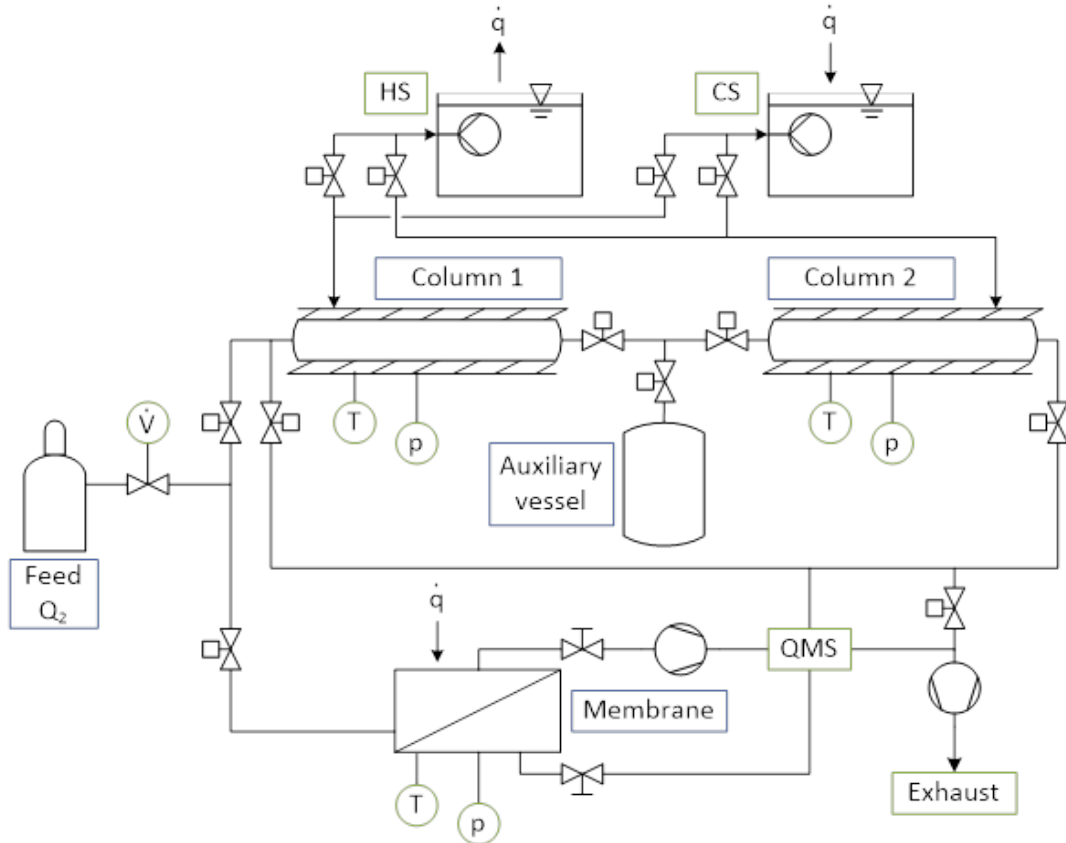 q̇
q̇
HS
CS
Column 1
Column 2
V̇
T
p
T
p
Auxiliary
vessel
Feed
Q₂
q̇
QMS
Membrane
T
p
Exhaust